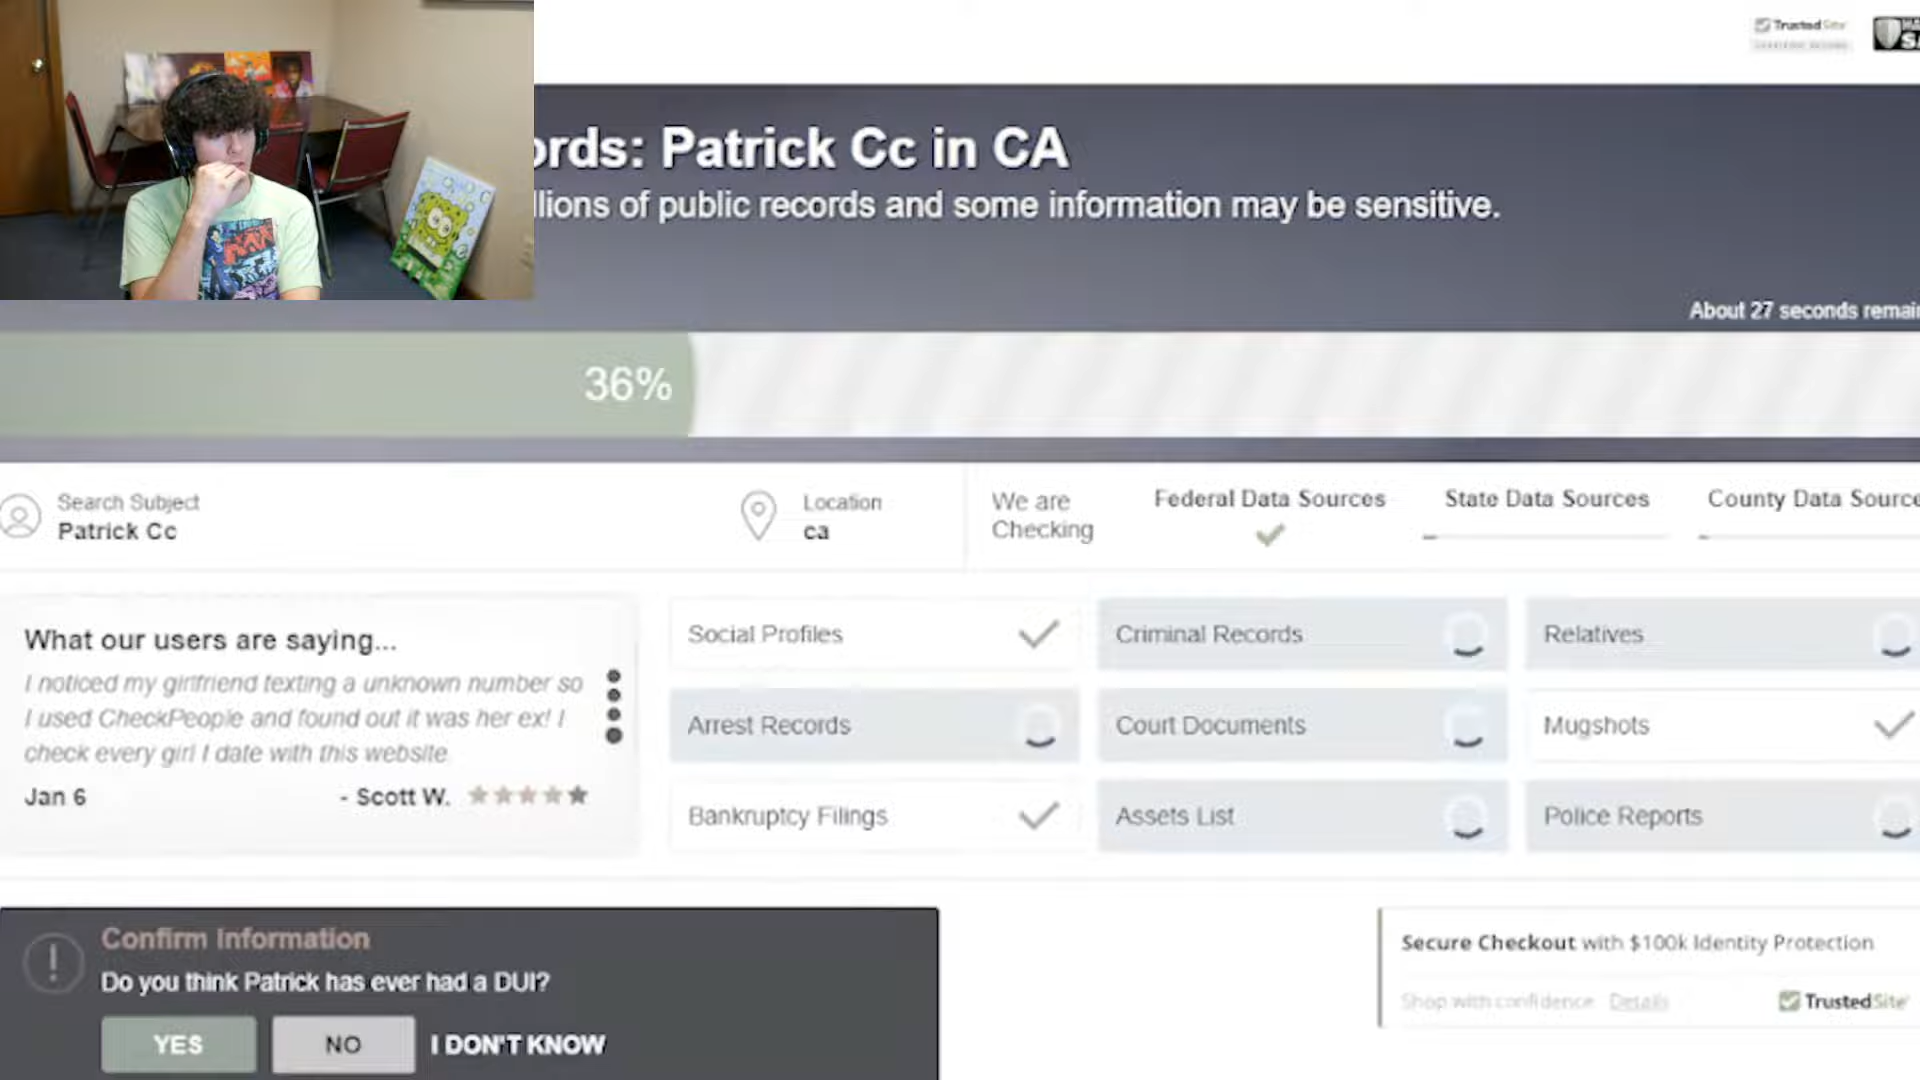 TrustedSite
ords: Patrick Cc in CA
llions of public records and some information may be sensitive.
About 27 seconds remain
36%
Search Subject
Patrick Cc
Location
ca
We are
Checking
Federal Data Sources
State Data Sources
County Data Source
What our users are saying...
I noticed my girlfriend texting a unknown number so
I used CheckPeople and found out it was her ex! I
check every girl I date with this website.
Jan 6
- Scott W.
Social Profiles
Criminal Records
Relatives
Arrest Records
Court Documents
Mugshots
Bankruptcy Filings
Assets List
Police Reports
Confirm Information
Do you think Patrick has ever had a DUI?
YES
NO
I DON'T KNOW
Secure Checkout with $100k Identity Protection
Shop with confidence Details
TrustedSite